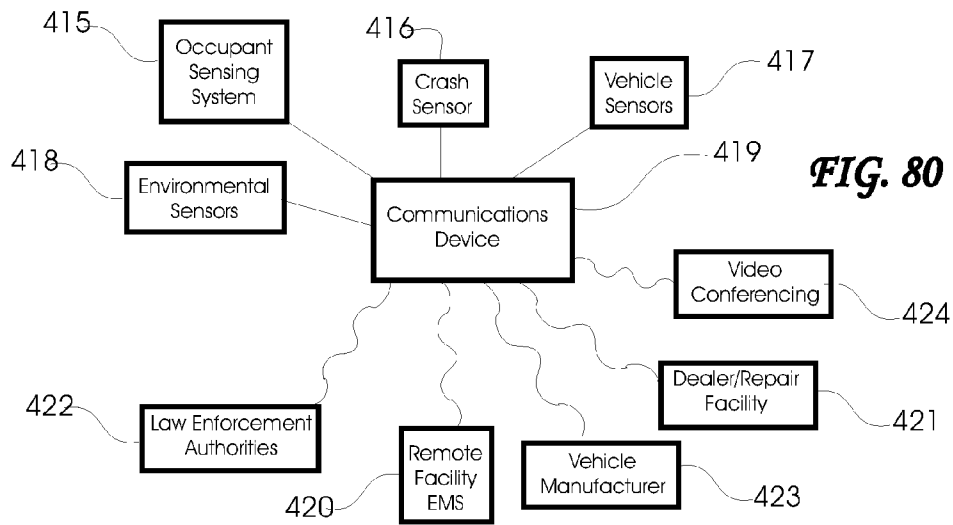 415
Occupant
Sensing
System
416
Crash
Sensor
Vehicle
Sensors
417
418
Environmental
Sensors
419
FIG. 80
Communications
Device
Video
Conferencing
424
Dealer/Repair
Facility
421
422
Law Enforcement
Authorities
420
Remote
Facility
EMS
Vehicle
Manufacturer
423